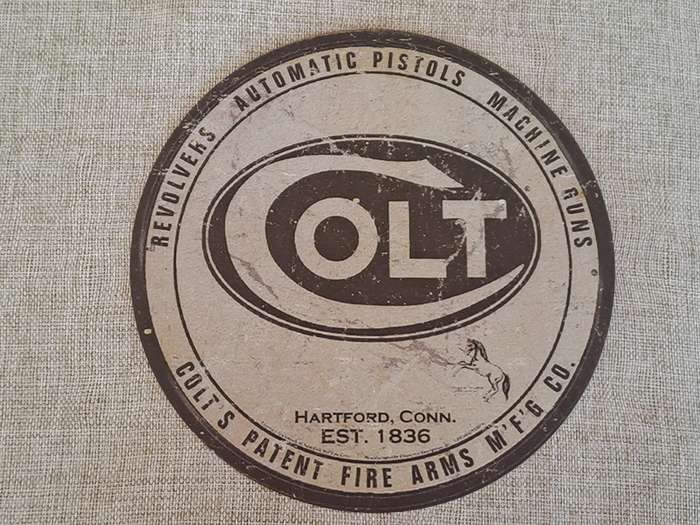 REVOLVERS AUTOMATIC PISTOLS MACHINE GUNS
COLT
HARTFORD, CONN.
EST. 1836
COLT'S PATENT FIRE ARMS M'F'G CO.